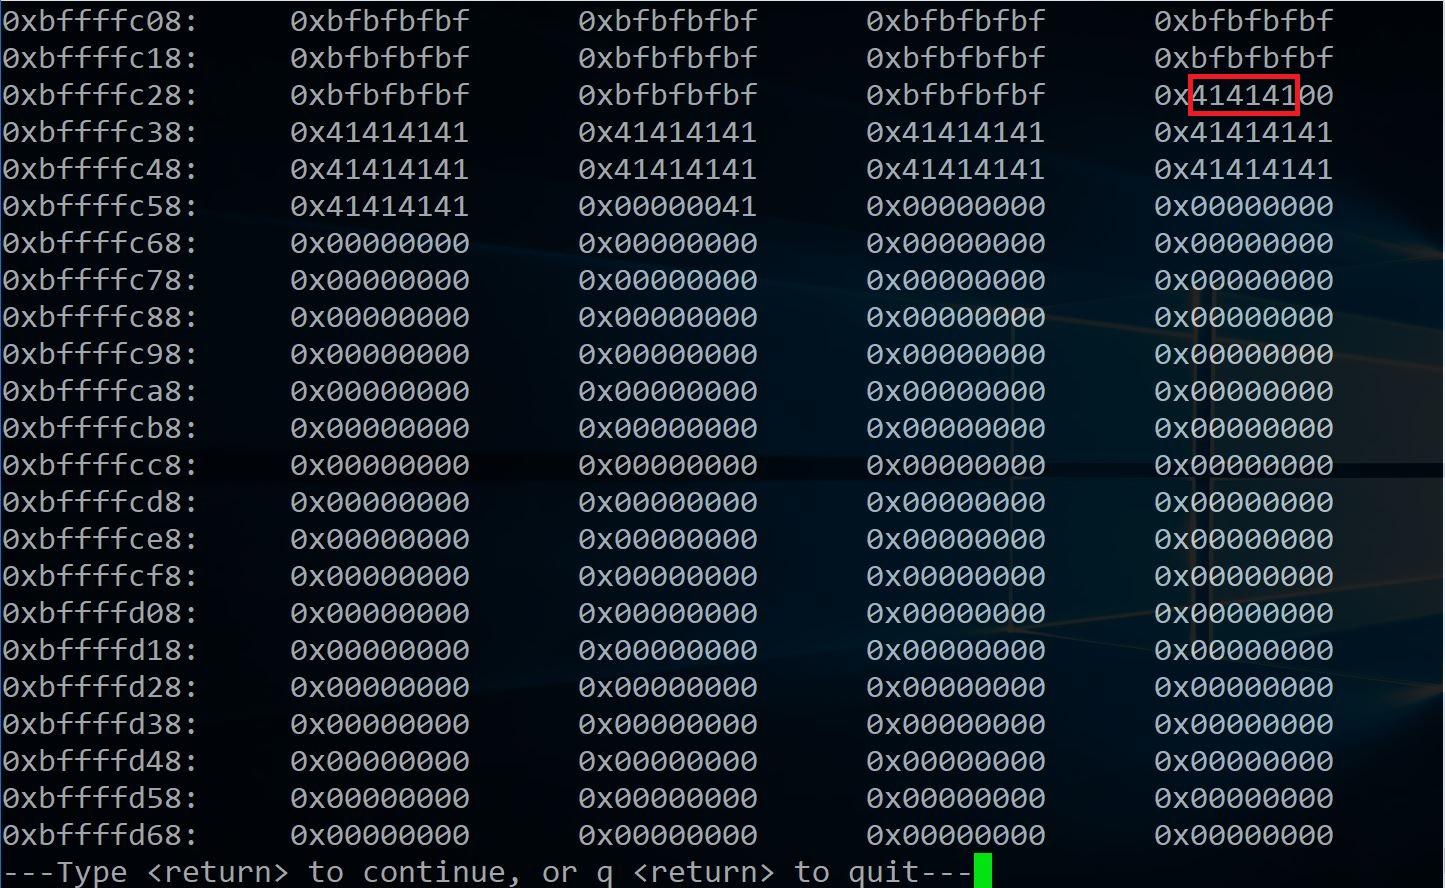 0xbffffc08: 0xbfbfbfbf 0xbfbfbfbf 0xbfbfbfbf 0xbfbfbfbf
0xbffffc18: 0xbfbfbfbf 0xbfbfbfbf 0xbfbfbfbf 0xbfbfbfbf
0xbffffc28: 0xbfbfbfbf 0xbfbfbfbf 0xbfbfbfbf 0x41414100
0xbffffc38: 0x41414141 0x41414141 0x41414141 0x41414141
0xbffffc48: 0x41414141 0x41414141 0x41414141 0x41414141
0xbffffc58: 0x41414141 0x00000041 0x00000000 0x00000000
0xbffffc68: 0x00000000 0x00000000 0x00000000 0x00000000
0xbffffc78: 0x00000000 0x00000000 0x00000000 0x00000000
0xbffffc88: 0x00000000 0x00000000 0x00000000 0x00000000
0xbffffc98: 0x00000000 0x00000000 0x00000000 0x00000000
0xbffffca8: 0x00000000 0x00000000 0x00000000 0x00000000
0xbffffcb8: 0x00000000 0x00000000 0x00000000 0x00000000
0xbffffcc8: 0x00000000 0x00000000 0x00000000 0x00000000
0xbffffcd8: 0x00000000 0x00000000 0x00000000 0x00000000
0xbffffce8: 0x00000000 0x00000000 0x00000000 0x00000000
0xbffffcf8: 0x00000000 0x00000000 0x00000000 0x00000000
0xbffffd08: 0x00000000 0x00000000 0x00000000 0x00000000
0xbffffd18: 0x00000000 0x00000000 0x00000000 0x00000000
0xbffffd28: 0x00000000 0x00000000 0x00000000 0x00000000
0xbffffd38: 0x00000000 0x00000000 0x00000000 0x00000000
0xbffffd48: 0x00000000 0x00000000 0x00000000 0x00000000
0xbffffd58: 0x00000000 0x00000000 0x00000000 0x00000000
0xbffffd68: 0x00000000 0x00000000 0x00000000 0x00000000
---Type <return> to continue, or q <return> to quit---